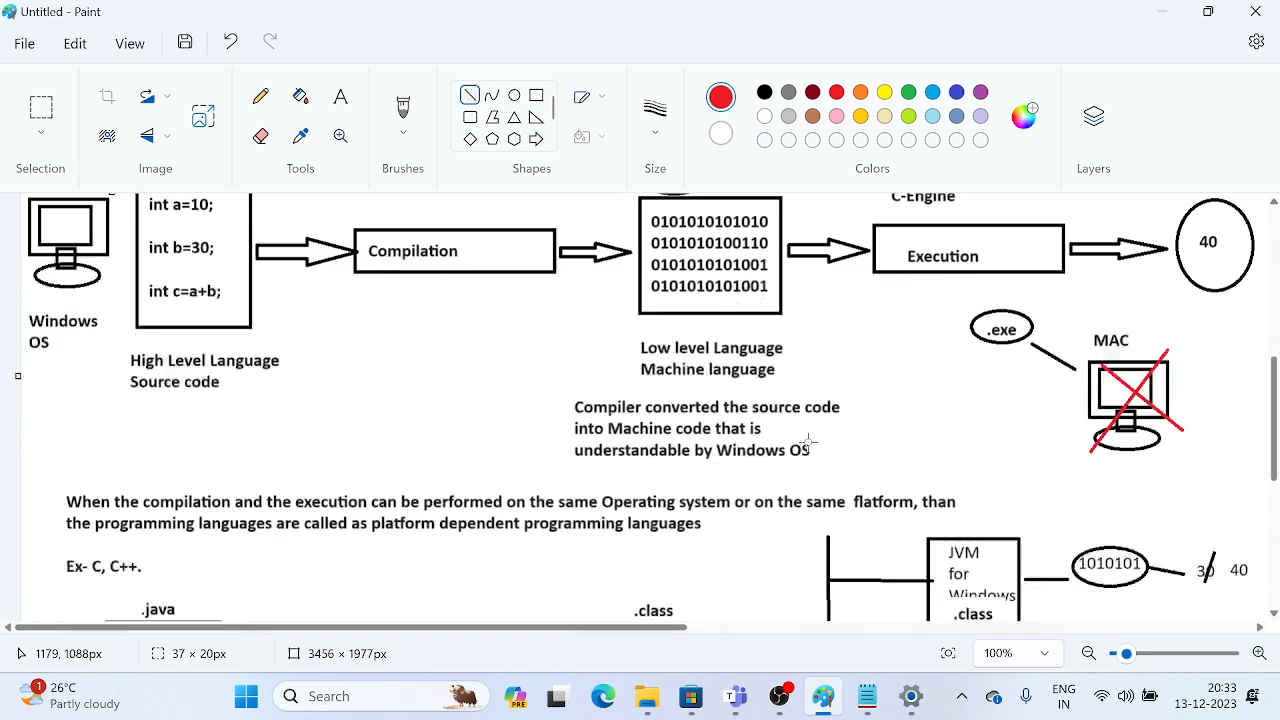 Untitled - Paint
File Edit View
Selection Image Tools Brushes Shapes Size Colors Layers
int a=10;
int b=30;
int c=a+b;
Windows
OS
High Level Language
Source code
Compilation
0101010101010
0101010100110
0101010101001
0101010101001
Low level Language
Machine language
Compiler converted the source code
into Machine code that is
understandable by Windows OS
C-Engine
Execution
40
.exe
MAC
When the compilation and the execution can be performed on the same Operating system or on the same flatform, than
the programming languages are called as platform dependent programming languages
Ex- C, C++.
.java
.class
JVM
for
Windows
.class
1010101
30 40
1179, 1088px 37 × 20px 3456 × 1977px 100%
1
26°C
Partly cloudy
Search
PRE
ENG
IN
20:33
13-12-2023